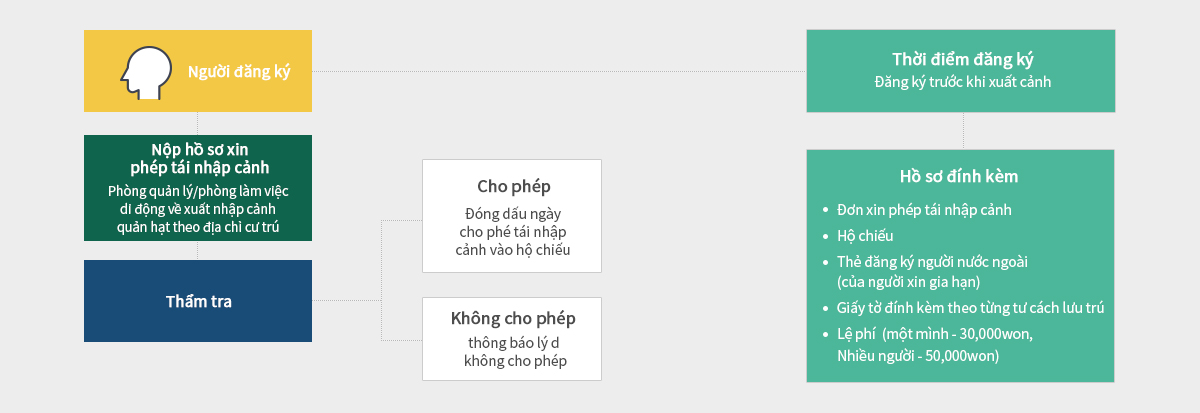 Người đăng ký
Thời điểm đăng ký
Đăng ký trước khi xuất cảnh
Nộp hồ sơ xin
phép tái nhập cảnh
Phòng quản lý/phòng làm việc
di động về xuất nhập cảnh
quản hạt theo địa chỉ cư trú
Thẩm tra
Cho phép
Đóng dấu ngày
cho phé tái nhập
cảnh vào hộ chiếu
Không cho phép
thông báo lý d
không cho phép
Hồ sơ đính kèm
• Đơn xin phép tái nhập cảnh
• Hộ chiếu
• Thẻ đăng ký người nước ngoài
(của người xin gia hạn)
• Giấy tờ đính kèm theo từng tư cách lưu trú
• Lệ phí (một mình - 30,000won,
Nhiều người - 50,000won)